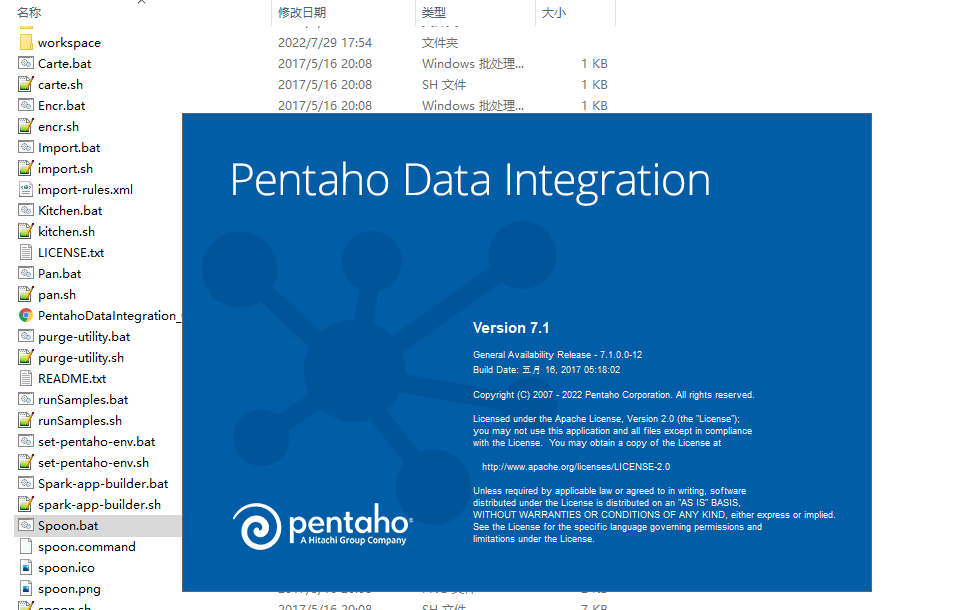 名称 修改日期 类型 大小
workspace 2022/7/29 17:54 文件夹
Carte.bat 2017/5/16 20:08 Windows 批处理... 1 KB
carte.sh 2017/5/16 20:08 SH 文件 1 KB
Encr.bat 2017/5/16 20:08 Windows 批处理... 1 KB
encr.sh
Import.bat
import.sh
import-rules.xml
Kitchen.bat
kitchen.sh
LICENSE.txt
Pan.bat
pan.sh
PentahoDataIntegration_
purge-utility.bat
purge-utility.sh
README.txt
runSamples.bat
runSamples.sh
set-pentaho-env.bat
set-pentaho-env.sh
Spark-app-builder.bat
spark-app-builder.sh
Spoon.bat
spoon.command
spoon.ico
spoon.png
spoon.sh 2017/5/16 20:08 SH 文件 7 KB
Pentaho Data Integration
Version 7.1
General Availability Release - 7.1.0.0-12
Build Date: 五月 16, 2017 05:18:02
Copyright (C) 2007 - 2022 Pentaho Corporation. All rights reserved.
Licensed under the Apache License, Version 2.0 (the "License");
you may not use this application and all files except in compliance
with the License. You may obtain a copy of the License at
http://www.apache.org/licenses/LICENSE-2.0
Unless required by applicable law or agreed to in writing, software
distributed under the License is distributed on an "AS IS" BASIS,
WITHOUT WARRANTIES OR CONDITIONS OF ANY KIND, either express or implied.
See the License for the specific language governing permissions and
limitations under the License.
pentaho®
A Hitachi Group Company